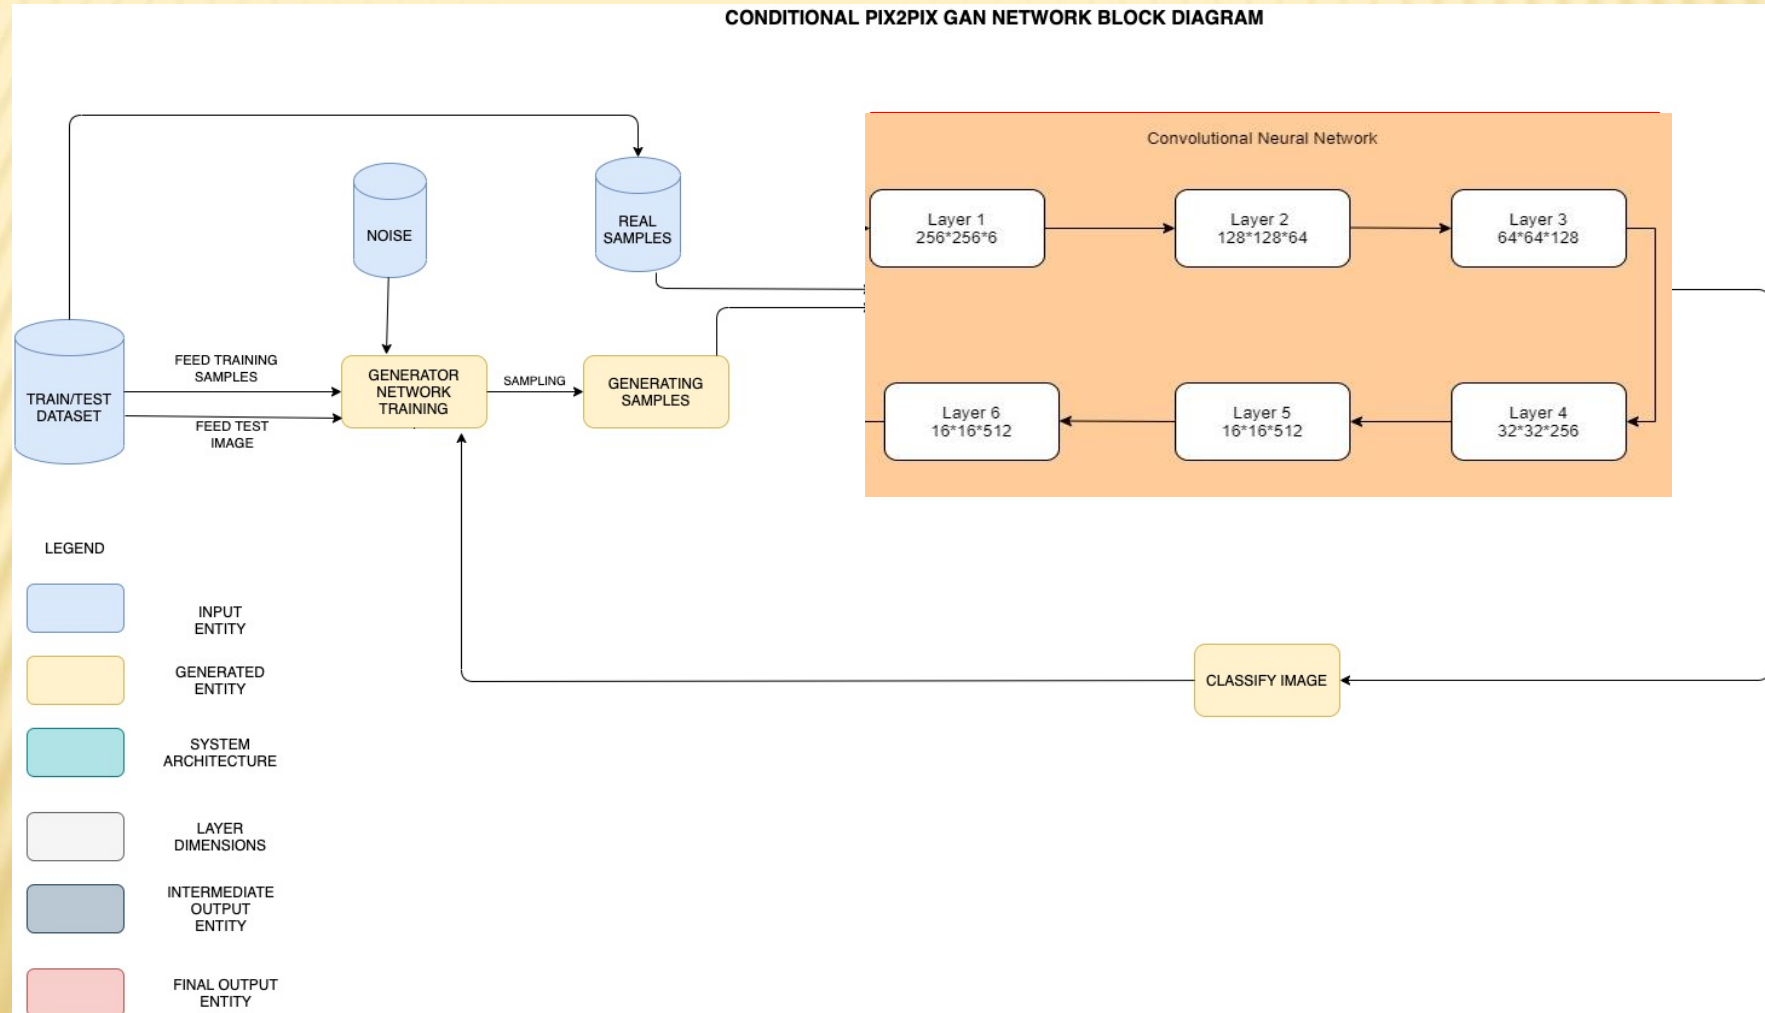 CONDITIONAL PIX2PIX GAN NETWORK BLOCK DIAGRAM
Convolutional Neural Network
NOISE
REAL
SAMPLES
Layer 1
256*256*6
Layer 2
128*128*64
Layer 3
64*64*128
TRAIN/TEST
DATASET
FEED TRAINING
SAMPLES
FEED TEST
IMAGE
GENERATOR
NETWORK
TRAINING
SAMPLING
GENERATING
SAMPLES
Layer 6
16*16*512
Layer 5
16*16*512
Layer 4
32*32*256
CLASSIFY IMAGE
LEGEND
INPUT
ENTITY
GENERATED
ENTITY
SYSTEM
ARCHITECTURE
LAYER
DIMENSIONS
INTERMEDIATE
OUTPUT
ENTITY
FINAL OUTPUT
ENTITY